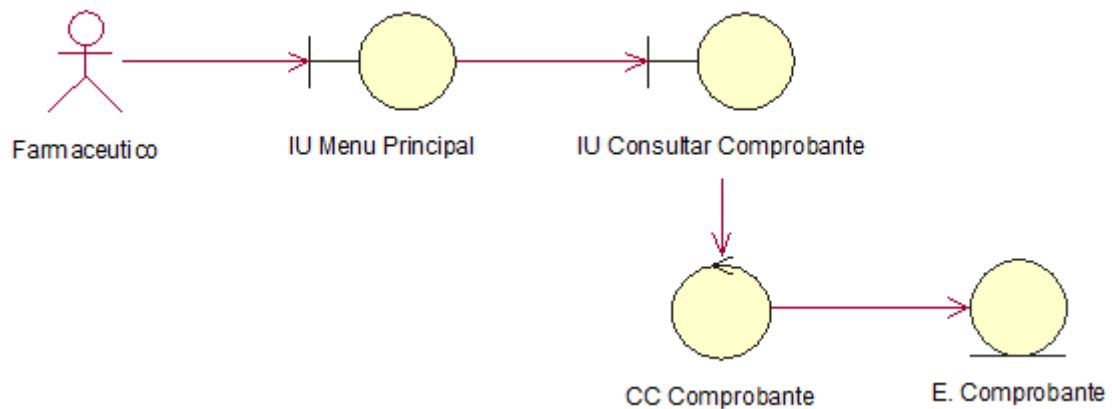 Farmaceutico
IU Menu Principal
IU Consultar Comprobante
CC Comprobante
E. Comprobante